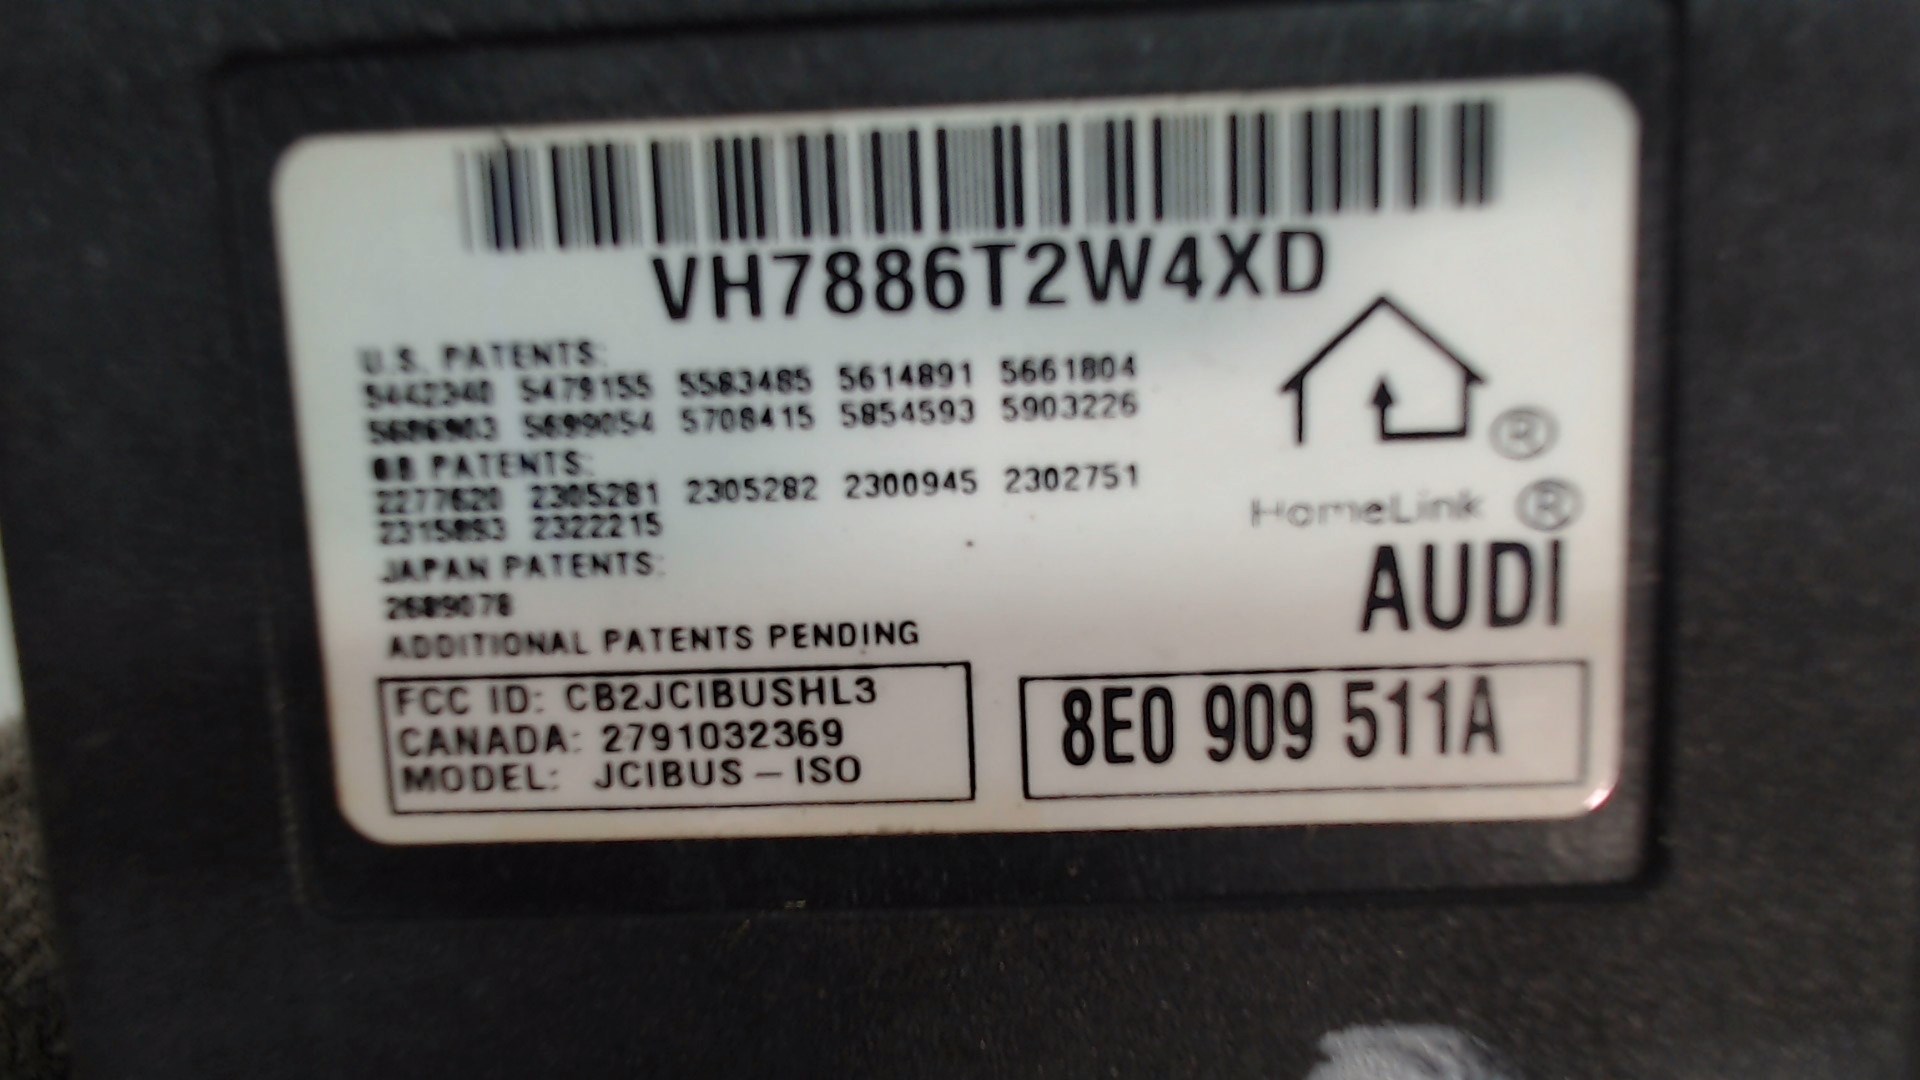 VH7886T2W4XD
U.S. PATENTS:
5442340 5479155 5583485 5614891 5661804
5686903 5699054 5708415 5854593 5903226
GB PATENTS:
2277620 2305281 2305282 2300945 2302751
2315893 2322215
JAPAN PATENTS:
2689078
ADDITIONAL PATENTS PENDING
HomeLink ®
AUDI
FCC ID: CB2JCIBUSHL3
CANADA: 2791032369
MODEL: JCIBUS – ISO
8E0 909 511A